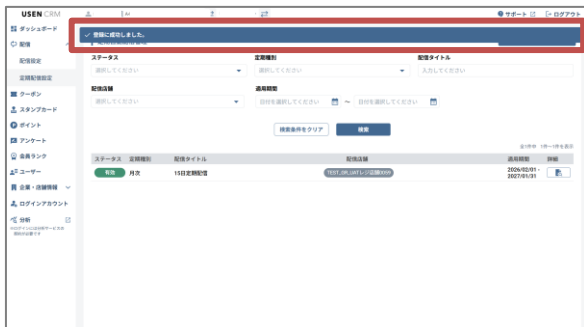 USEN CRM
サポート
ログアウト
登録に成功しました。
ダッシュボード
配信
配信設定
定期配信設定
クーポン
スタンプカード
ポイント
アンケート
会員ランク
ユーザー
企業・店舗情報
ログインアカウント
分析
ステータス 定期種別 配信タイトル
選択してください 選択してください 入力してください
配信店舗 適用期間
選択してください 日付を選択してください ~ 日付を選択してください
検索条件をクリア 検索
全1件中 1件〜1件を表示
ステータス 定期種別 配信タイトル 配信店舗 適用期間 詳細
有効 月次 15日定期配信 2026/02/01 -
2027/01/31